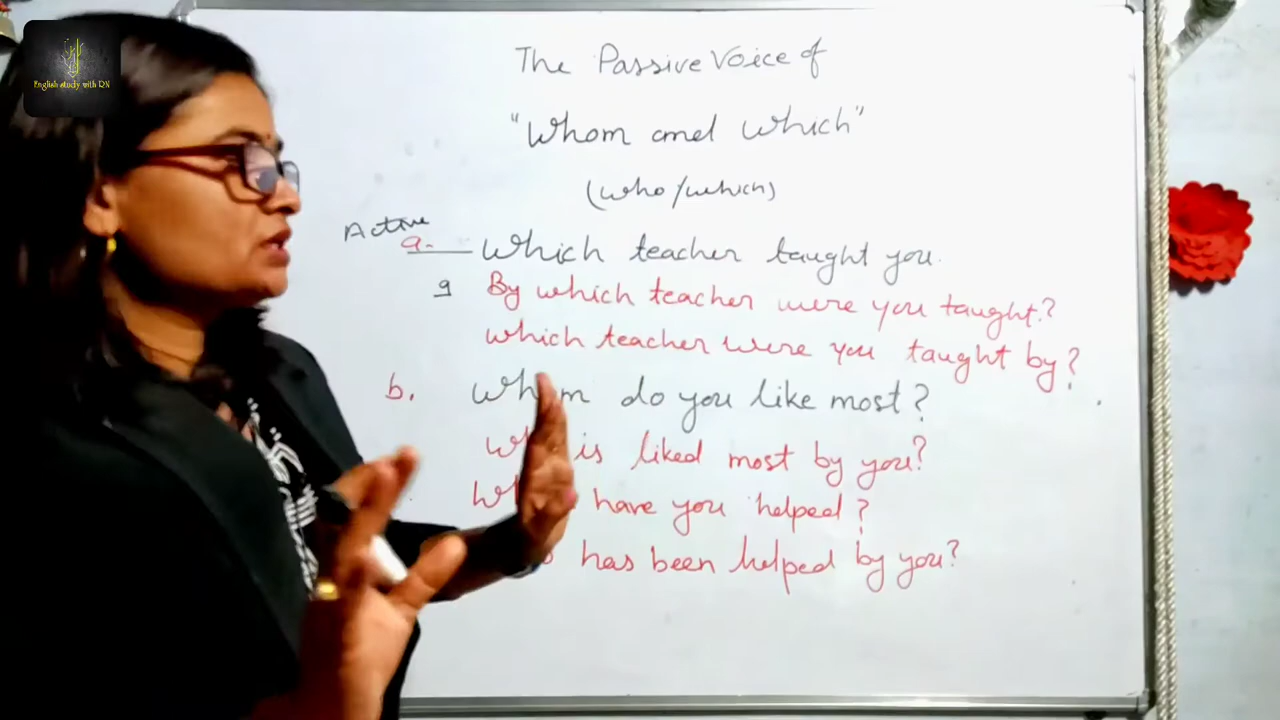 English study with RN
The Passive Voice of
"Whom and which"
(who/which)
Active
a. Which teacher taught you.
g By which teacher were you taught?
which teacher were you taught by?
b. Whom do you like most?
is liked most by you?
have you helped?
has been helped by you?